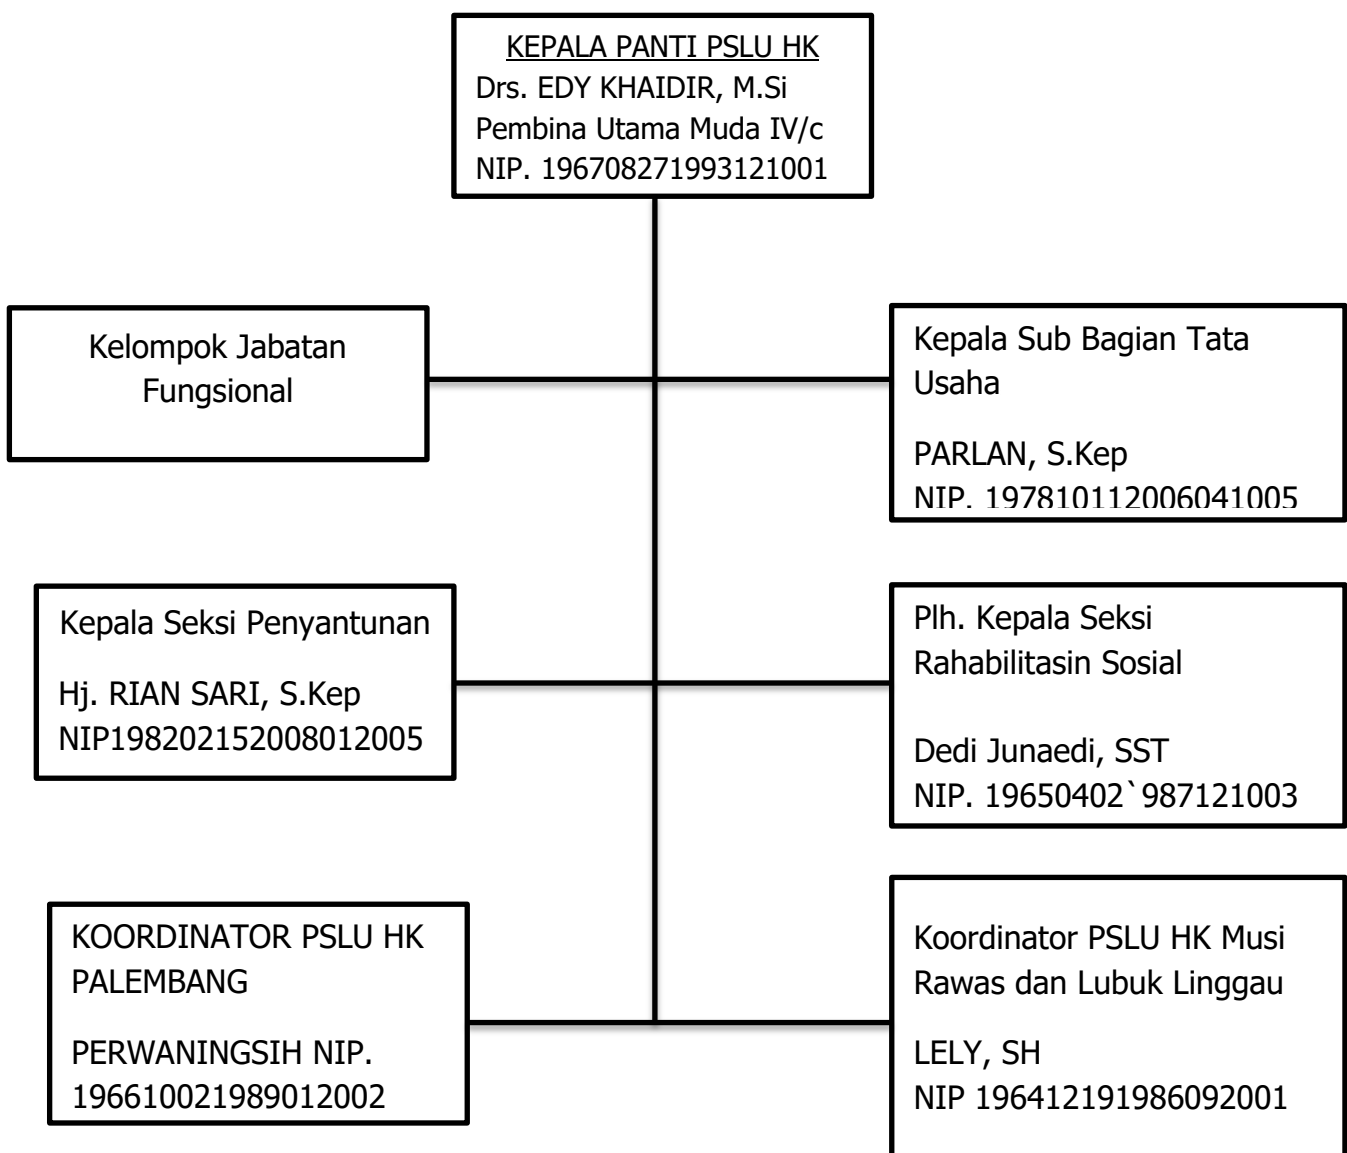 KEPALA PANTI PSLU HK
Drs. EDY KHAIDIR, M.Si
Pembina Utama Muda IV/c
NIP. 196708271993121001
Kelompok Jabatan
Fungsional
Kepala Sub Bagian Tata
Usaha
PARLAN, S.Kep
NIP. 197810112006041005
Kepala Seksi Penyantunan
Hj. RIAN SARI, S.Kep
NIP198202152008012005
Plh. Kepala Seksi
Rahabilitasin Sosial
Dedi Junaedi, SST
NIP. 19650402`987121003
KOORDINATOR PSLU HK
PALEMBANG
PERWANINGSIH NIP.
196610021989012002
Koordinator PSLU HK Musi
Rawas dan Lubuk Linggau
LELY, SH
NIP 196412191986092001